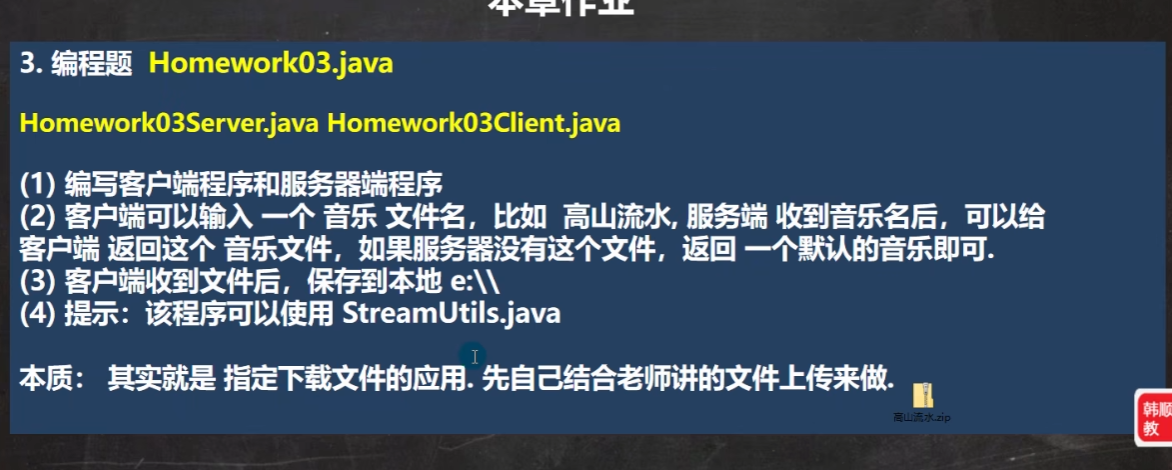 本章作业
3. 编程题 Homework03.java
Homework03Server.java Homework03Client.java
(1) 编写客户端程序和服务器端程序
(2) 客户端可以输入 一个 音乐 文件名，比如 高山流水, 服务端 收到音乐名后，可以给
客户端 返回这个 音乐文件，如果服务器没有这个文件，返回 一个默认的音乐即可.
(3) 客户端收到文件后，保存到本地 e:\\
(4) 提示：该程序可以使用 StreamUtils.java
本质： 其实就是 指定下载文件的应用. 先自己结合老师讲的文件上传来做.
高山流水.zip
韩顺
教